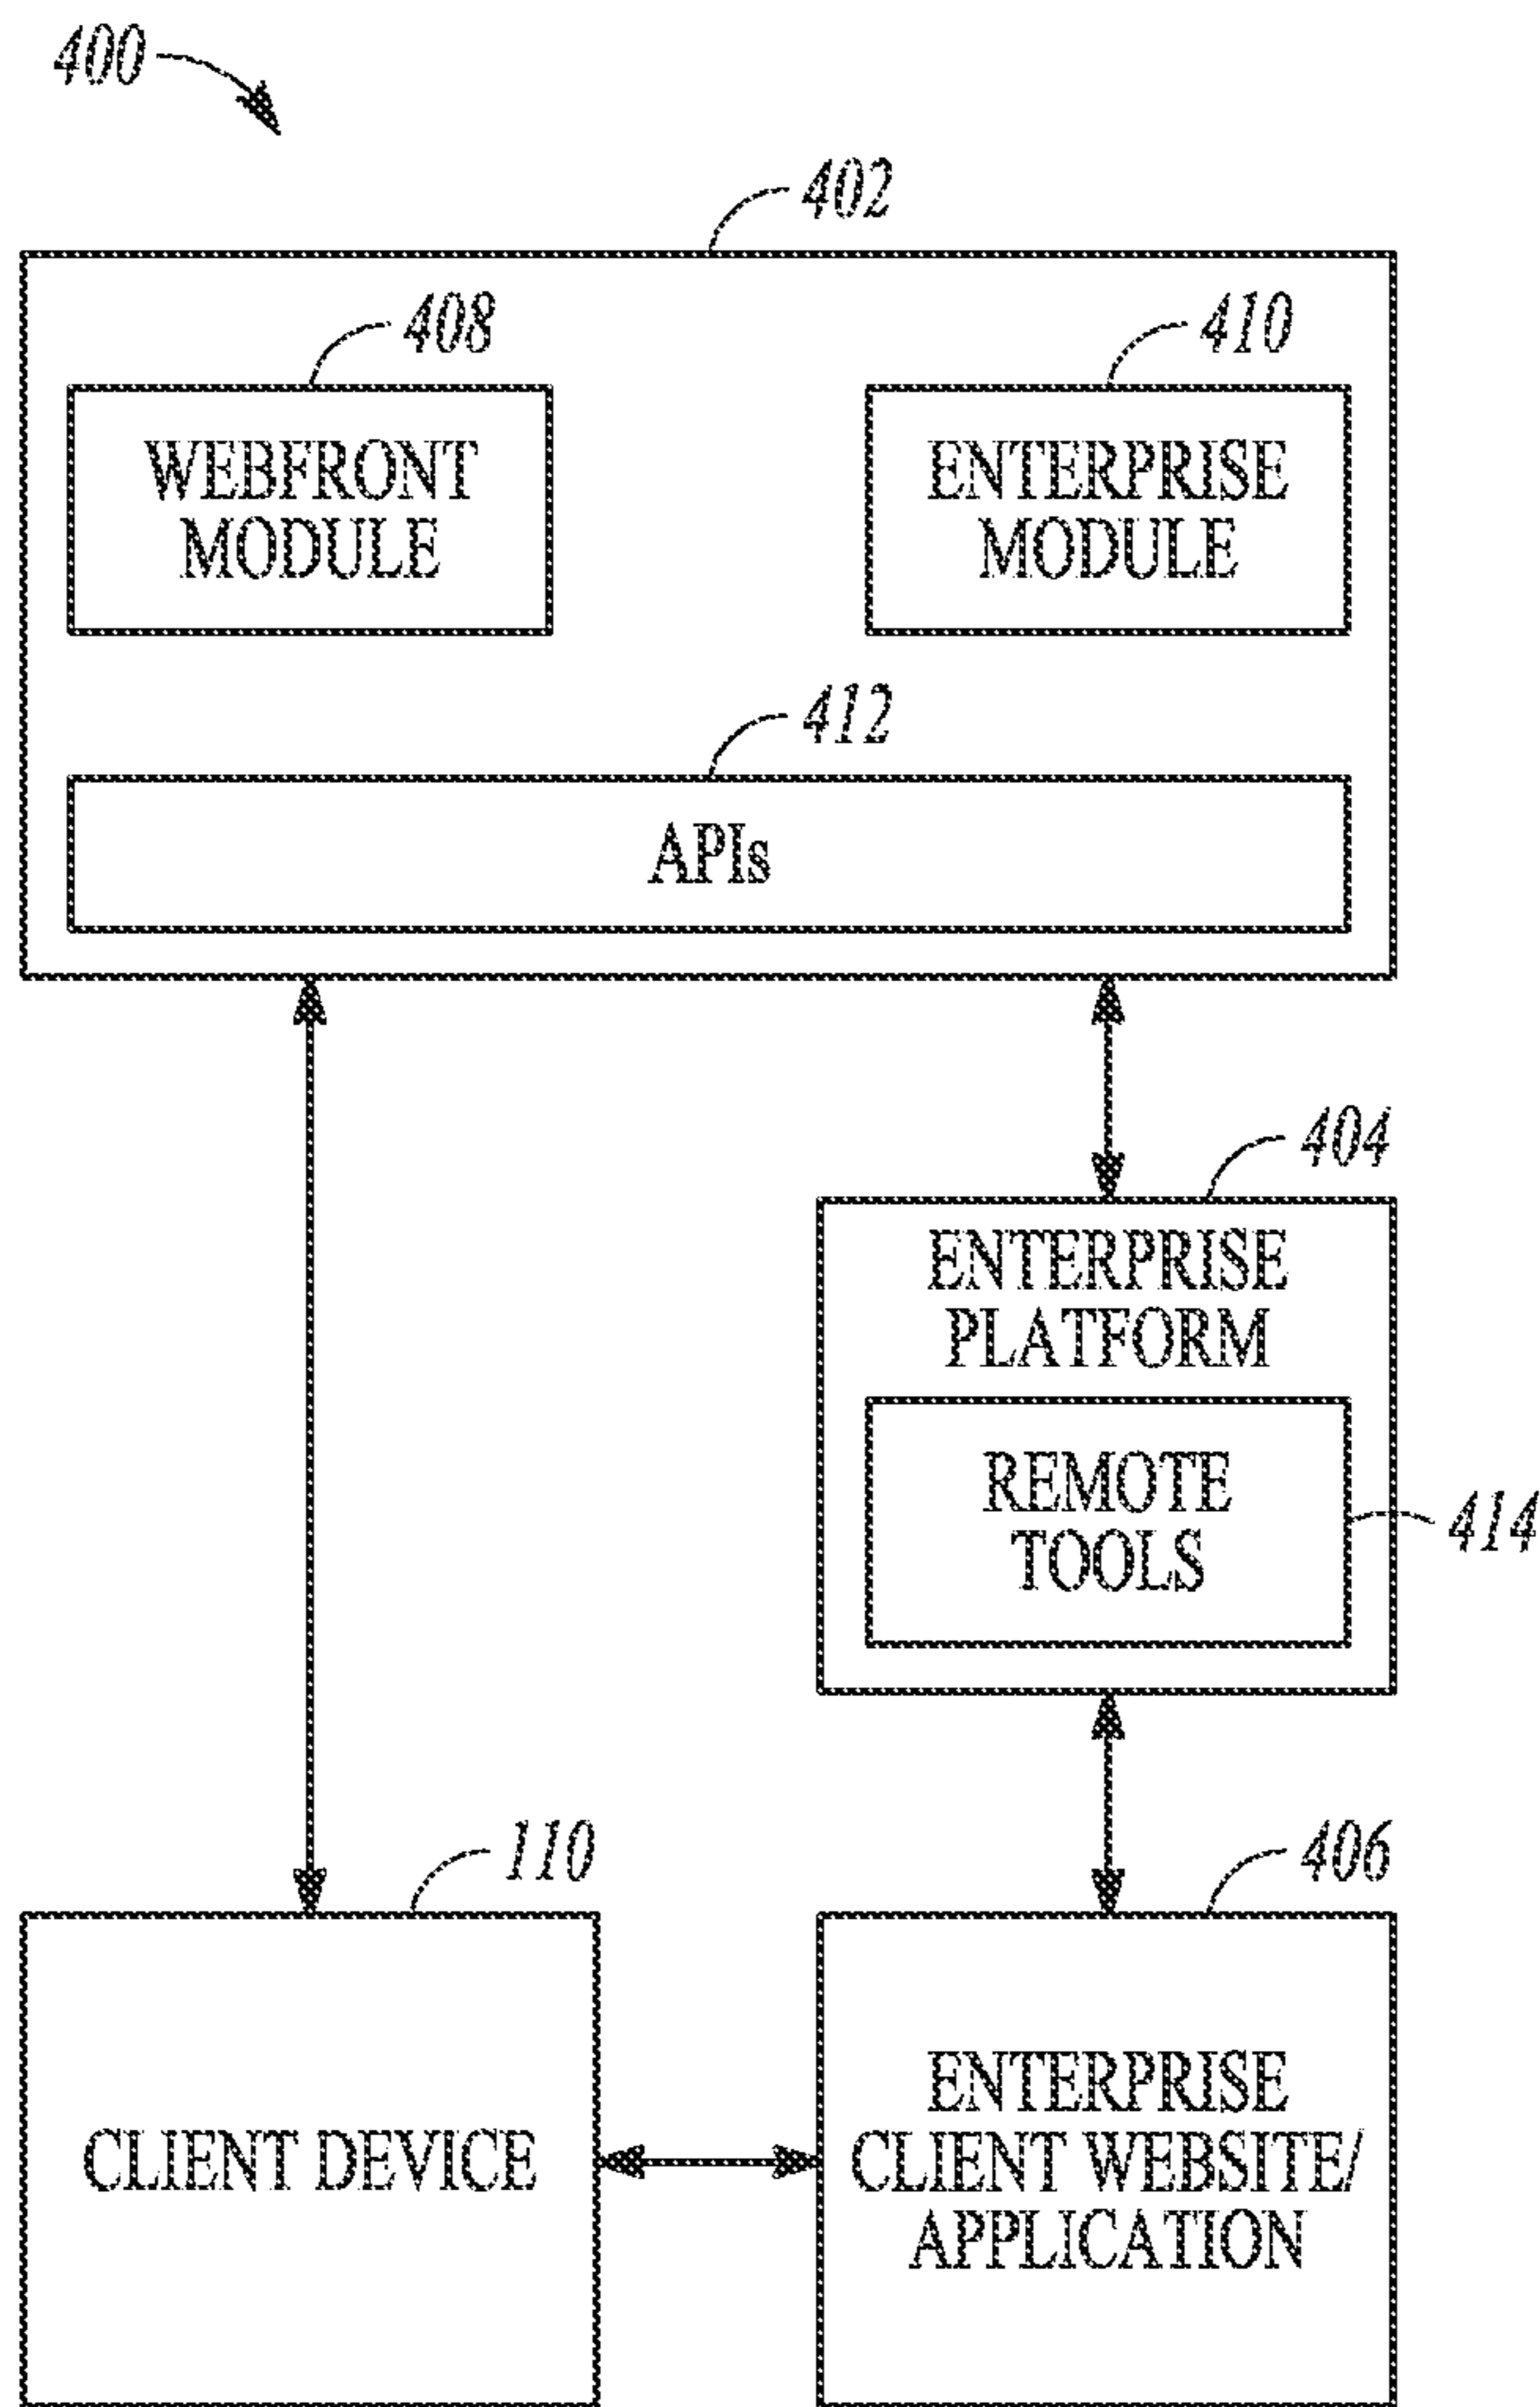 400
402
408
410
WEBFRONT
MODULE
ENTERPRISE
MODULE
412
APIs
404
ENTERPRISE
PLATFORM
REMOTE
TOOLS
414
110
406
CLIENT DEVICE
ENTERPRISE
CLIENT WEBSITE/
APPLICATION